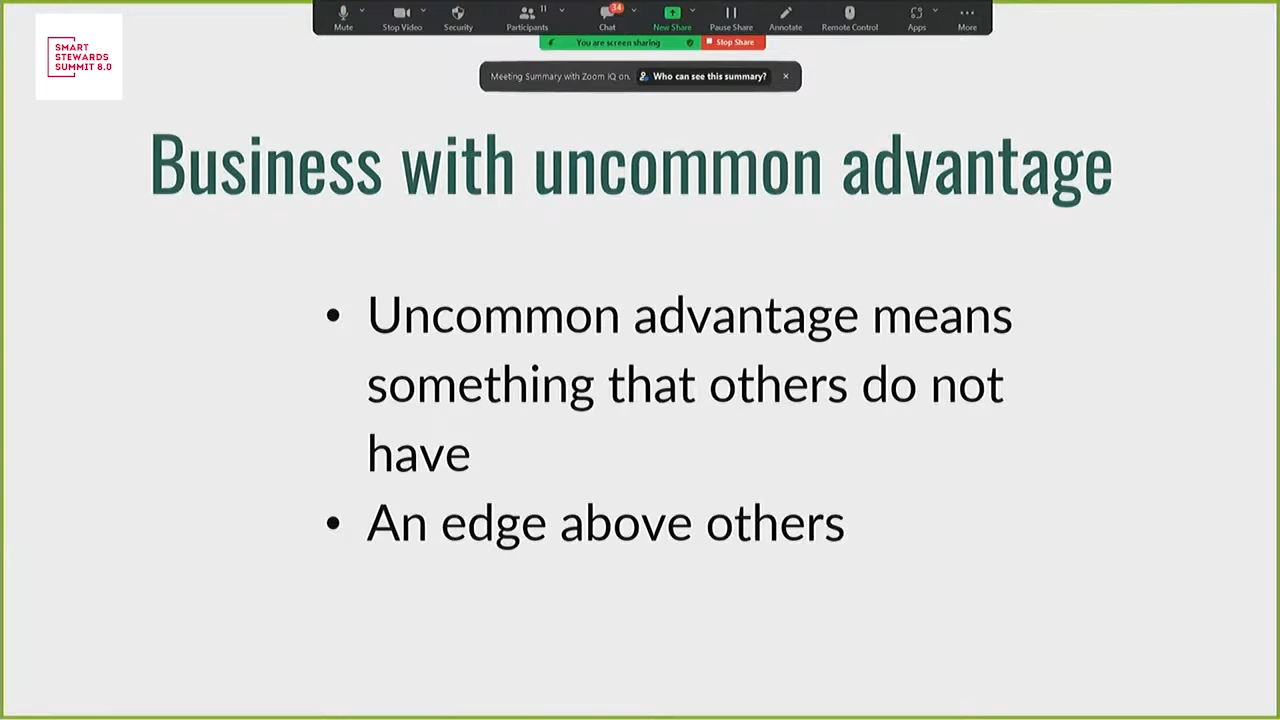 Mute
Stop Video
Security
Participants
11
Chat
34
New Share
Pause Share
Annotate
Remote Control
Apps
More
You are screen sharing
Stop Share
SMART
STEWARDS
SUMMIT 8.0
Meeting Summary with Zoom IQ on.
Who can see this summary?
Business with uncommon advantage
• Uncommon advantage means
something that others do not
have
• An edge above others